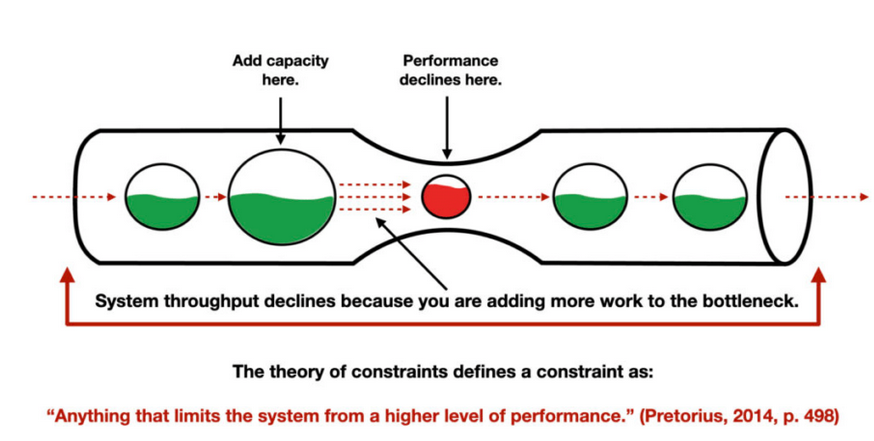 Add capacity
here.
Performance
declines here.
System throughput declines because you are adding more work to the bottleneck.
The theory of constraints defines a constraint as:
“Anything that limits the system from a higher level of performance.” (Pretorius, 2014, p. 498)